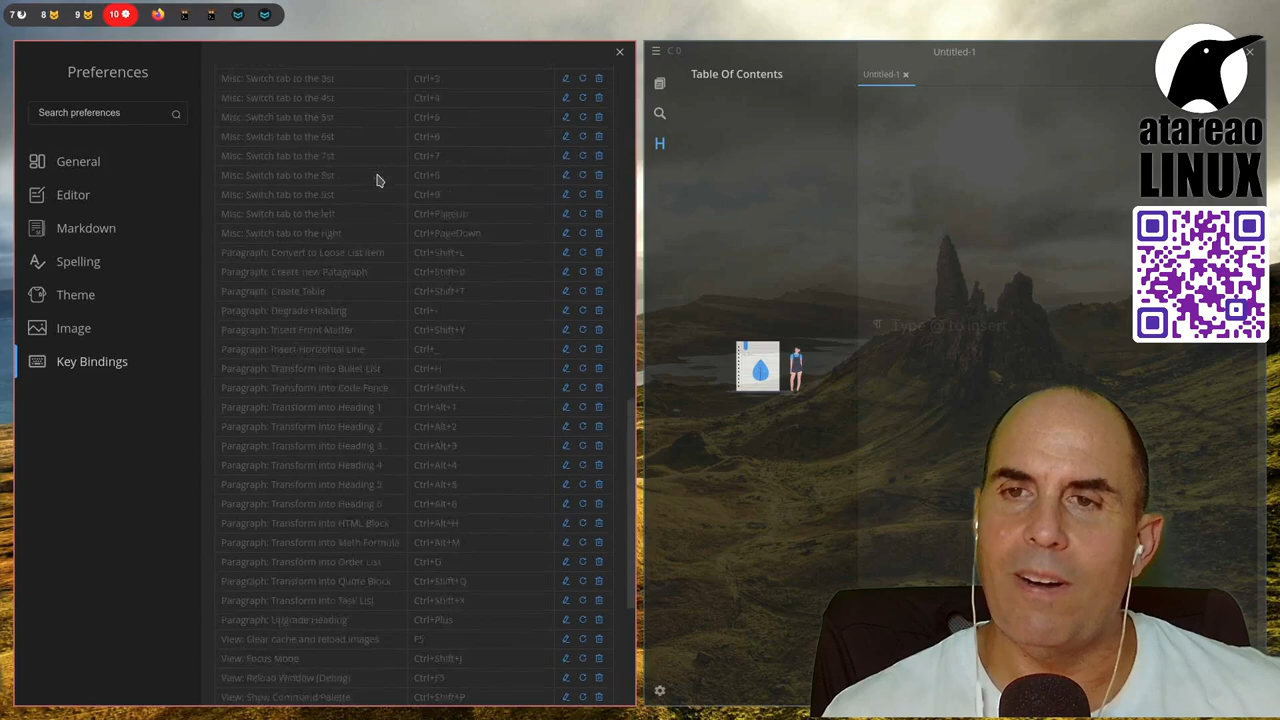 7
8
9
10
Preferences
Search preferences
General
Editor
Markdown
Spelling
Theme
Image
Key Bindings
Misc: Switch tab to the 3st Ctrl+3
Misc: Switch tab to the 4st Ctrl+4
Misc: Switch tab to the 5st Ctrl+5
Misc: Switch tab to the 6st Ctrl+6
Misc: Switch tab to the 7st Ctrl+7
Misc: Switch tab to the 8st Ctrl+8
Misc: Switch tab to the 9st Ctrl+9
Misc: Switch tab to the left Ctrl+PageUp
Misc: Switch tab to the right Ctrl+PageDown
Paragraph: Convert to Loose List Item Ctrl+Shift+L
Paragraph: Create new Paragraph
Paragraph: Create Table Ctrl+Shift+T
Paragraph: Degrade Heading Ctrl+-
Paragraph: Insert Front Matter Ctrl+Shift+Y
Paragraph: Insert Horizontal Line Ctrl+_
Paragraph: Transform into Bullet List Ctrl+H
Paragraph: Transform into Code Fence Ctrl+Shift+K
Paragraph: Transform into Heading 1 Ctrl+Alt+1
Paragraph: Transform into Heading 2 Ctrl+Alt+2
Paragraph: Transform into Heading 3 Ctrl+Alt+3
Paragraph: Transform into Heading 4 Ctrl+Alt+4
Paragraph: Transform into Heading 5 Ctrl+Alt+5
Paragraph: Transform into Heading 6 Ctrl+Alt+6
Paragraph: Transform into HTML Block Ctrl+Alt+H
Paragraph: Transform into Math Formula Ctrl+Alt+M
Paragraph: Transform into Order List Ctrl+G
Paragraph: Transform into Quote Block Ctrl+Shift+Q
Paragraph: Transform into Task List Ctrl+Shift+X
Paragraph: Upgrade Heading Ctrl+Plus
View: Clear cache and reload images F5
View: Focus Mode Ctrl+Shift+J
View: Reload Window (Debug) Ctrl+F5
View: Show Command Palette Ctrl+Shift+P
C 0
Untitled-1
Table Of Contents
Untitled-1
H
Type @ to insert
atareao
LINUX